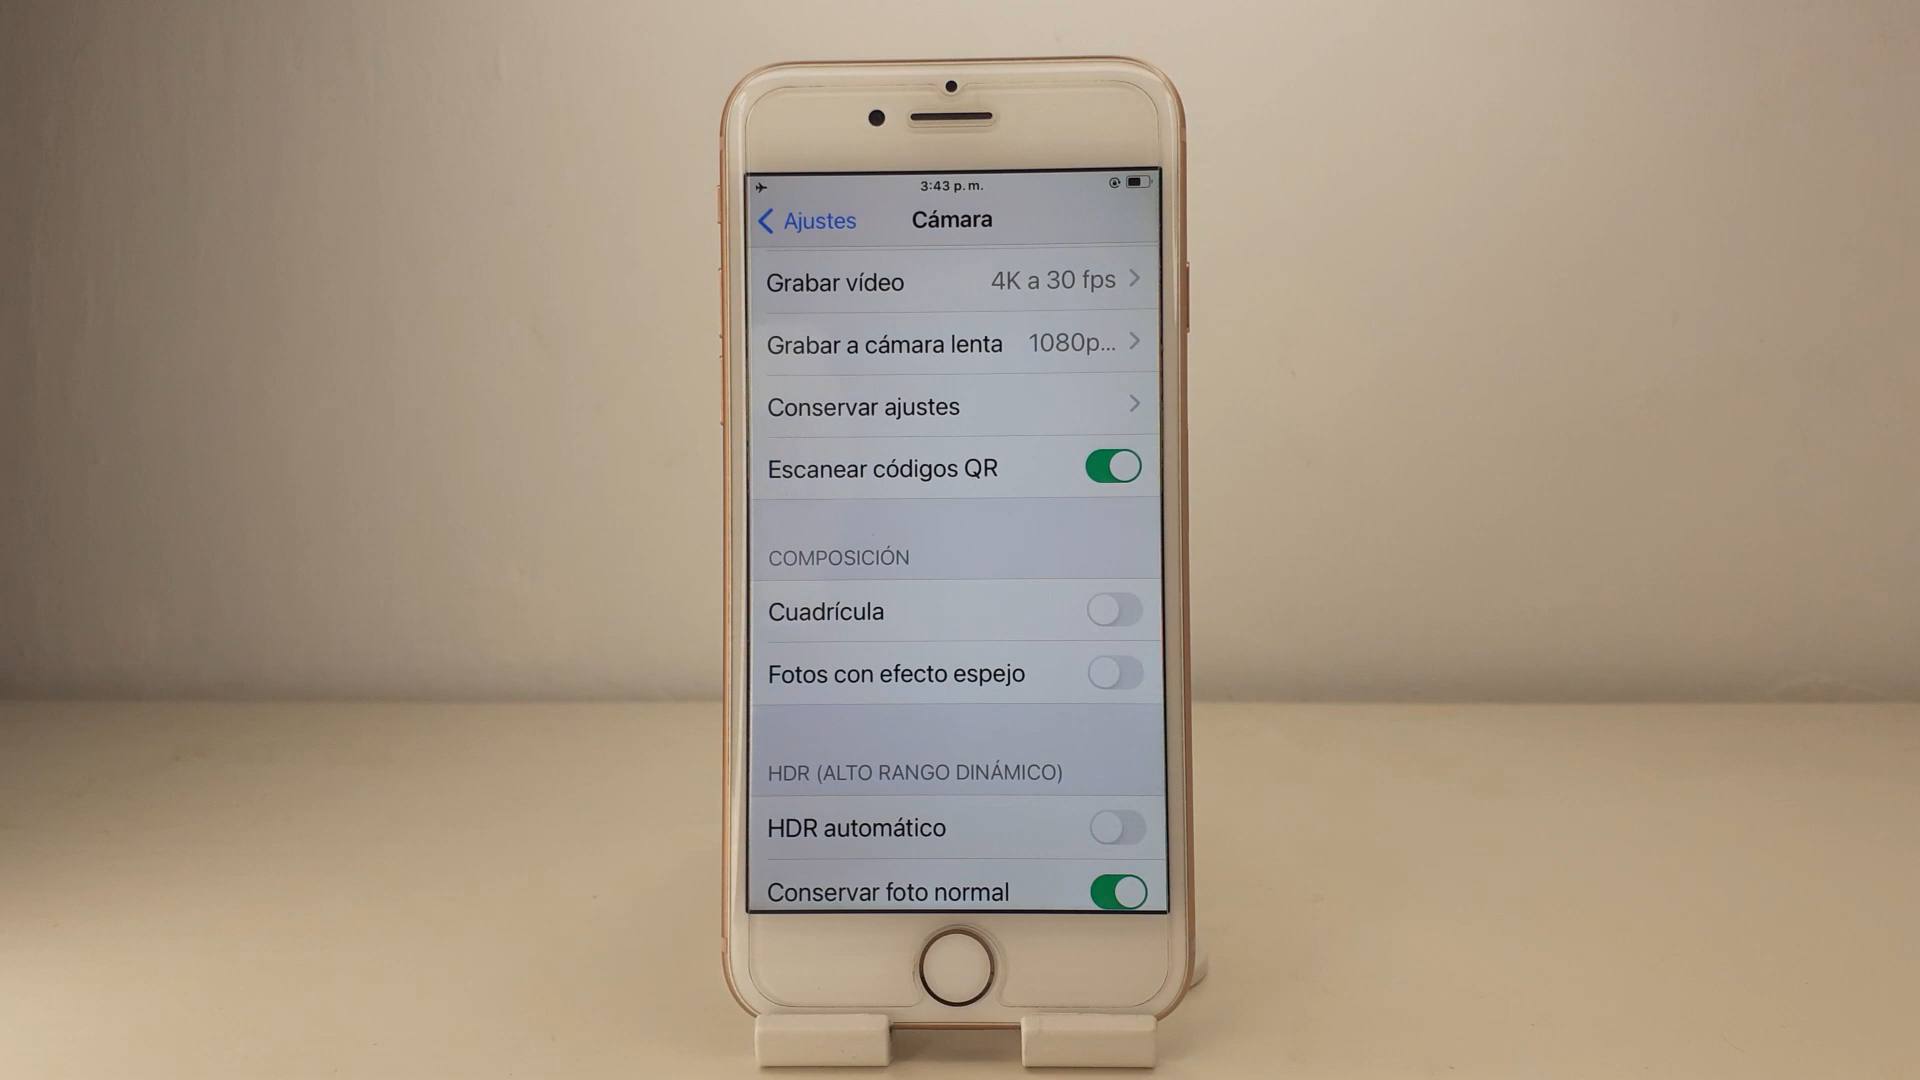 3:43 p. m.
Ajustes Cámara
Grabar vídeo 4K a 30 fps
Grabar a cámara lenta 1080p...
Conservar ajustes
Escanear códigos QR
COMPOSICIÓN
Cuadrícula
Fotos con efecto espejo
HDR (ALTO RANGO DINÁMICO)
HDR automático
Conservar foto normal